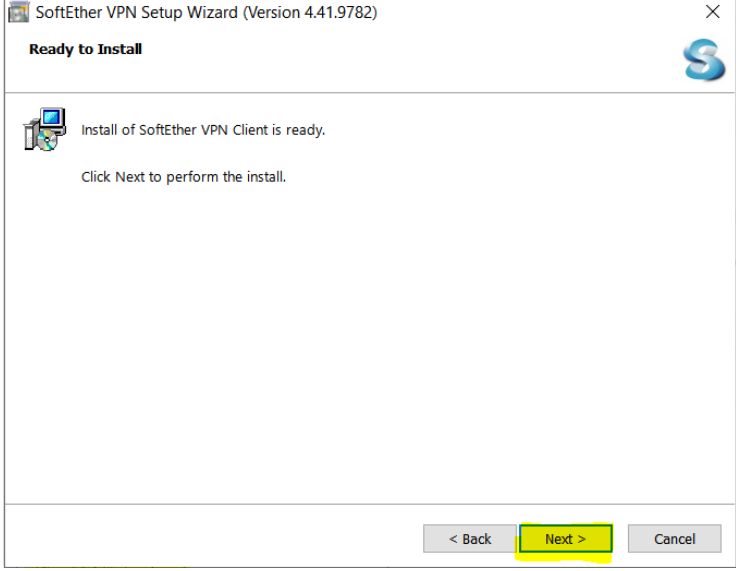 SoftEther VPN Setup Wizard (Version 4.41.9782)
Ready to Install
Install of SoftEther VPN Client is ready.
Click Next to perform the install.
< Back
Next >
Cancel